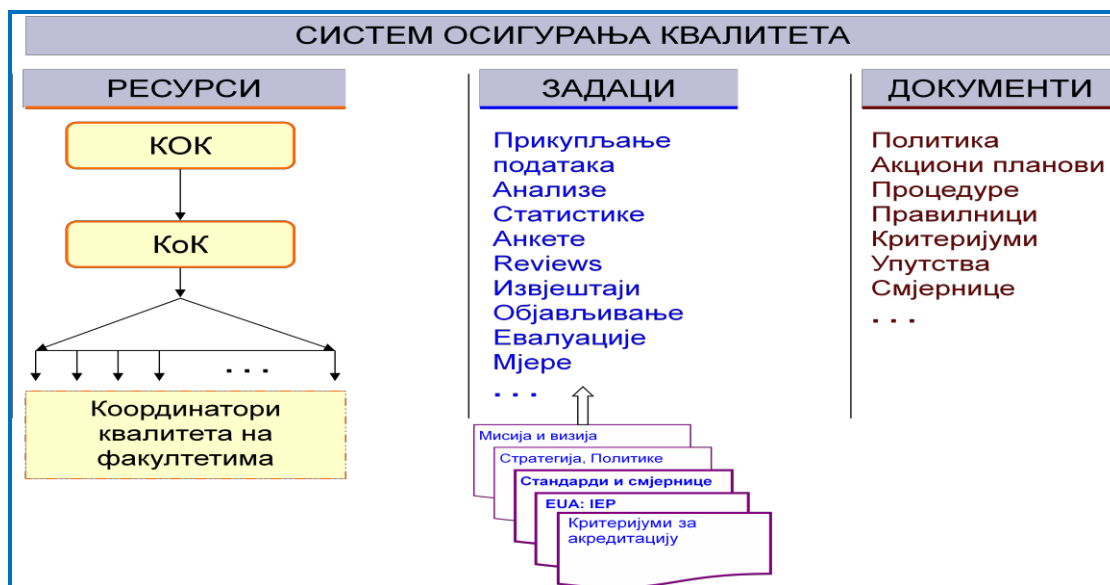 СИСТЕМ ОСИГУРАЊА КВАЛИТЕТА
РЕСУРСИ
КОК
КоК
. . .
Координатори
квалитета на
факултетима
ЗАДАЦИ
Прикупљање
података
Анализе
Статистике
Анкете
Reviews
Извјештаји
Објављивање
Евалуације
Мјере
. . .
Мисија и визија
Стратегија, Политике
Стандарди и смјернице
EUA: IEP
Критеријуми за
акредитацију
ДОКУМЕНТИ
Политика
Акциони планови
Процедуре
Правилници
Критеријуми
Упутства
Смјернице
. . .